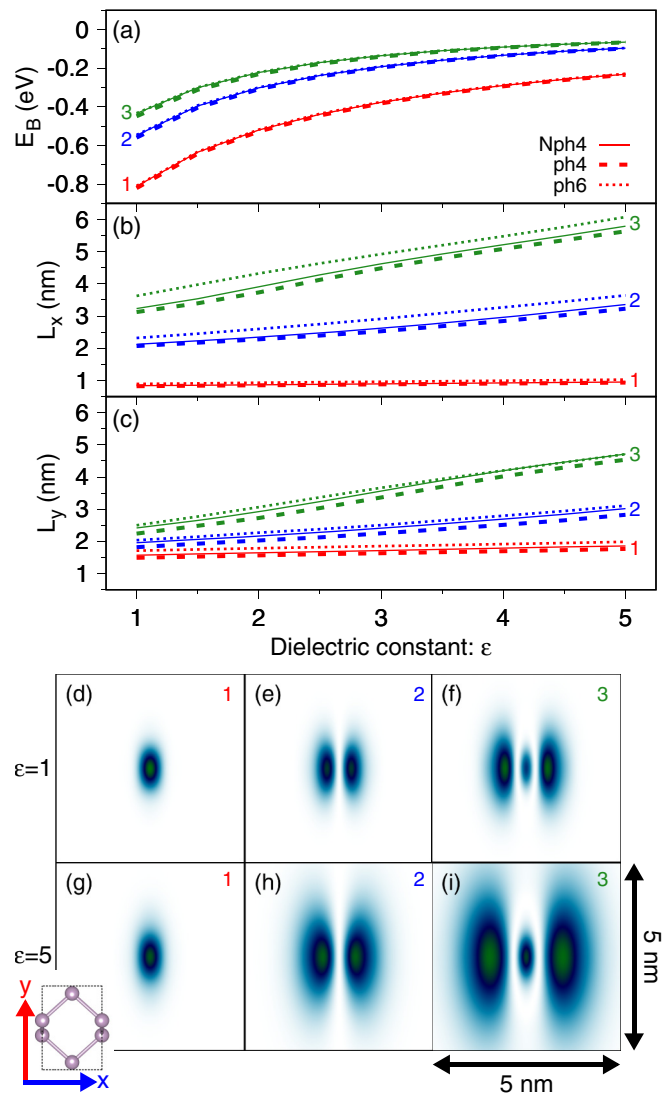 (a)
E_B (eV)
0
-0.2
-0.4
-0.6
-0.8
3
2
1
Nph4
ph4
ph6
(b)
L_x (nm)
6
5
4
3
2
1
3
2
1
(c)
L_y (nm)
6
5
4
3
2
1
3
2
1
1 2 3 4 5
Dielectric constant: ε
(d) 1 (e) 2 (f) 3
ε=1
(g) 1 (h) 2 (i) 3
ε=5
5 nm
y
x
5 nm